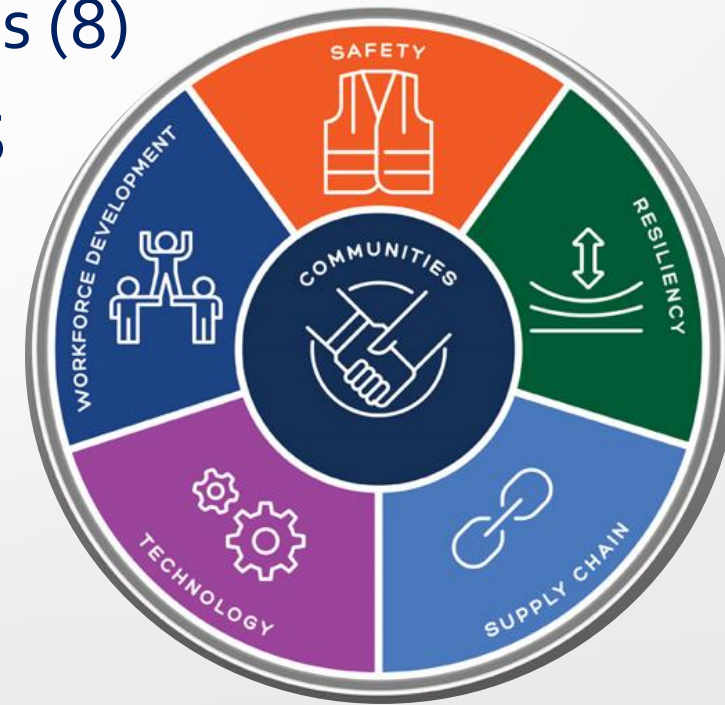 s (8)
s
SAFETY
RESILIENCY
SUPPLY CHAIN
TECHNOLOGY
WORKFORCE DEVELOPMENT
COMMUNITIES